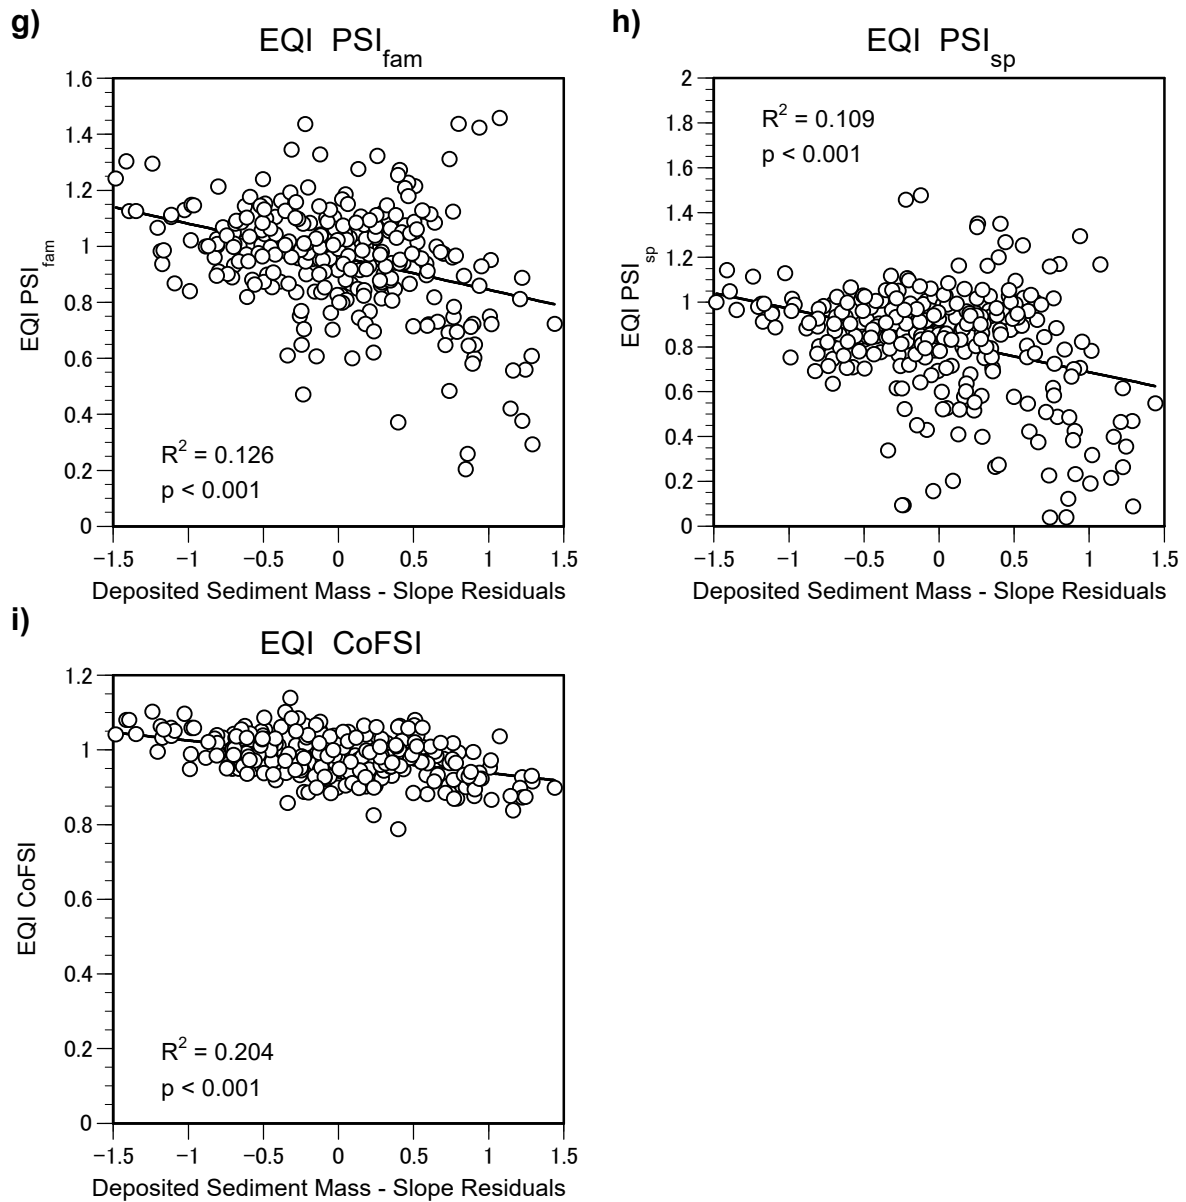 g)
EQI PSI_fam
1.6
1.4
1.2
1
0.8
0.6
0.4
0.2
0
EQI PSI_fam
R² = 0.126
p < 0.001
−1.5 −1 −0.5 0 0.5 1 1.5
Deposited Sediment Mass - Slope Residuals
h)
EQI PSI_sp
2
1.8
1.6
1.4
1.2
1
0.8
0.6
0.4
0.2
0
EQI PSI_sp
R² = 0.109
p < 0.001
−1.5 −1 −0.5 0 0.5 1 1.5
Deposited Sediment Mass - Slope Residuals
i)
EQI CoFSI
1.2
1
0.8
0.6
0.4
0.2
0
EQI CoFSI
R² = 0.204
p < 0.001
−1.5 −1 −0.5 0 0.5 1 1.5
Deposited Sediment Mass - Slope Residuals